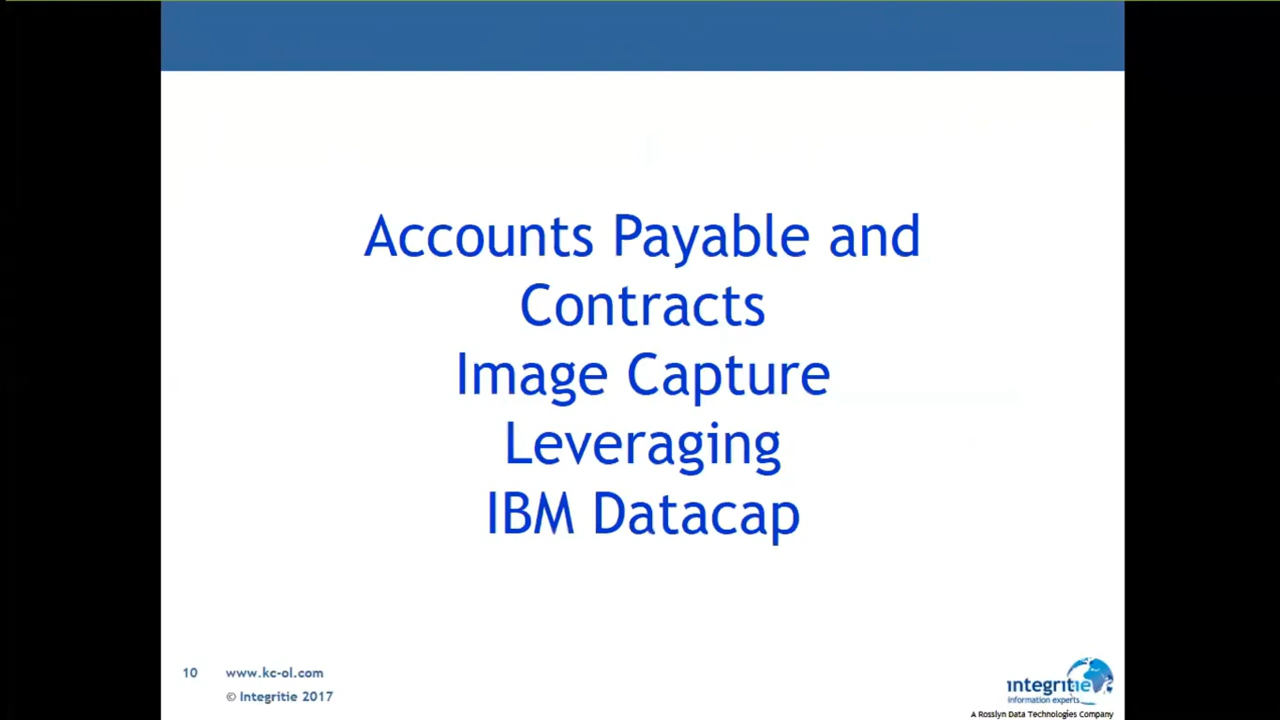 Accounts Payable and
Contracts
Image Capture
Leveraging
IBM Datacap
10 www.kc-ol.com
© Integritie 2017
integritie
information experts
A Rosslyn Data Technologies Company